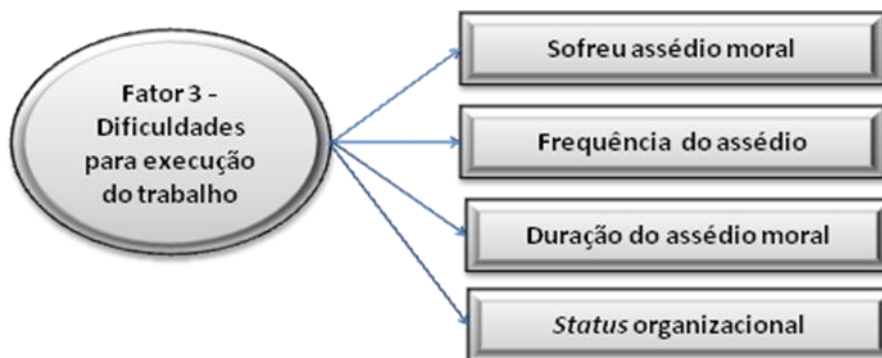 Fator 3 -
Dificuldades
para execução
do trabalho
Sofreu assédio moral
Frequência do assédio
Duração do assédio moral
Status organizacional